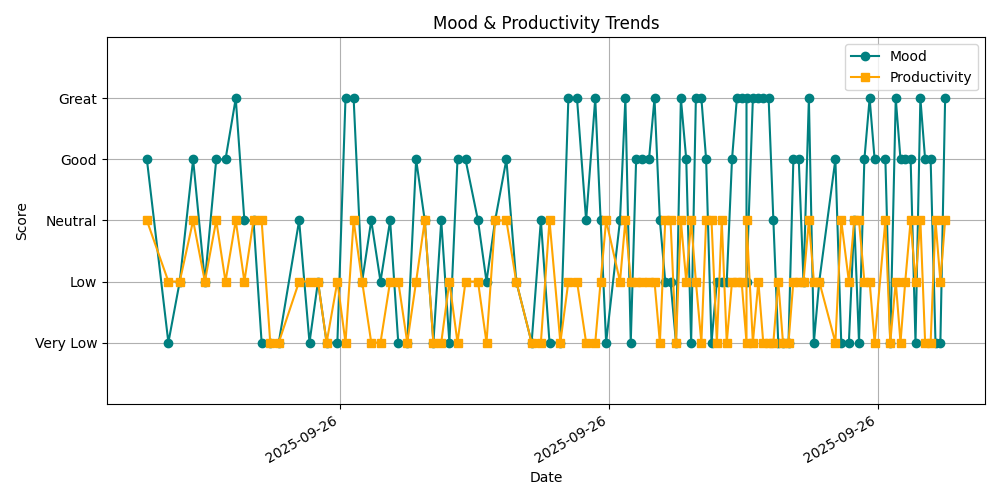 Mood & Productivity Trends
Mood
Productivity
Great
Good
Neutral
Low
Very Low
Score
2025-09-26
2025-09-26
2025-09-26
Date